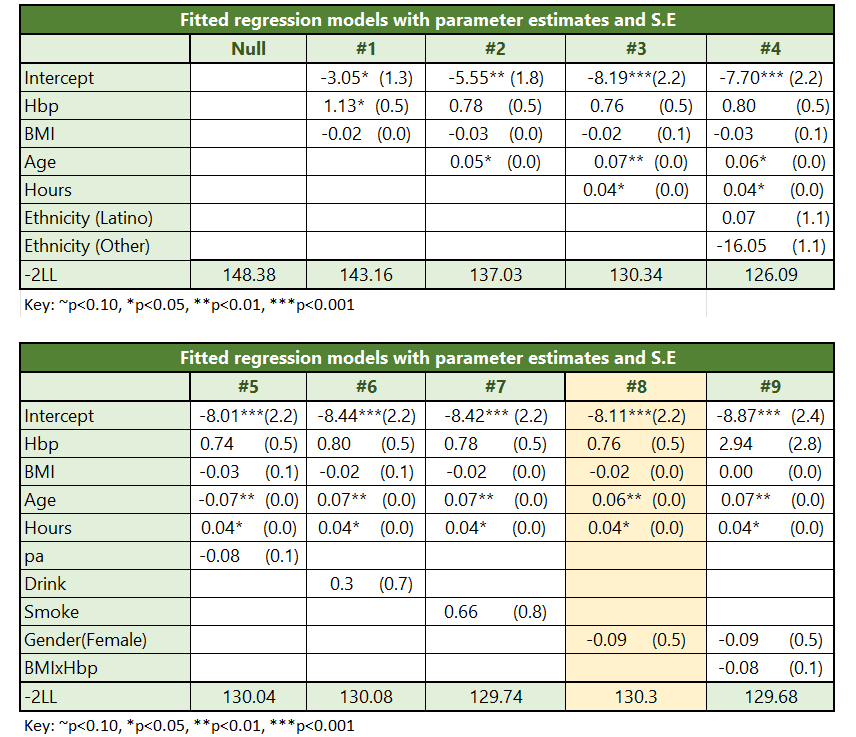 Fitted regression models with parameter estimates and S.E
Null #1 #2 #3 #4
Intercept -3.05* (1.3) -5.55** (1.8) -8.19***(2.2) -7.70*** (2.2)
Hbp 1.13* (0.5) 0.78 (0.5) 0.76 (0.5) 0.80 (0.5)
BMI -0.02 (0.0) -0.03 (0.0) -0.02 (0.1) -0.03 (0.1)
Age 0.05* (0.0) 0.07** (0.0) 0.06* (0.0)
Hours 0.04* (0.0) 0.04* (0.0)
Ethnicity (Latino) 0.07 (1.1)
Ethnicity (Other) -16.05 (1.1)
-2LL 148.38 143.16 137.03 130.34 126.09
Key: ~p<0.10, *p<0.05, **p<0.01, ***p<0.001
Fitted regression models with parameter estimates and S.E
#5 #6 #7 #8 #9
Intercept -8.01***(2.2) -8.44***(2.2) -8.42*** (2.2) -8.11***(2.2) -8.87*** (2.4)
Hbp 0.74 (0.5) 0.80 (0.5) 0.78 (0.5) 0.76 (0.5) 2.94 (2.8)
BMI -0.03 (0.1) -0.02 (0.1) -0.02 (0.0) -0.02 (0.0) 0.00 (0.0)
Age -0.07** (0.0) 0.07** (0.0) 0.07** (0.0) 0.06** (0.0) 0.07** (0.0)
Hours 0.04* (0.0) 0.04* (0.0) 0.04* (0.0) 0.04* (0.0) 0.04* (0.0)
pa -0.08 (0.1)
Drink 0.3 (0.7)
Smoke 0.66 (0.8)
Gender(Female) -0.09 (0.5) -0.09 (0.5)
BMIxHbp -0.08 (0.1)
-2LL 130.04 130.08 129.74 130.3 129.68
Key: ~p<0.10, *p<0.05, **p<0.01, ***p<0.001